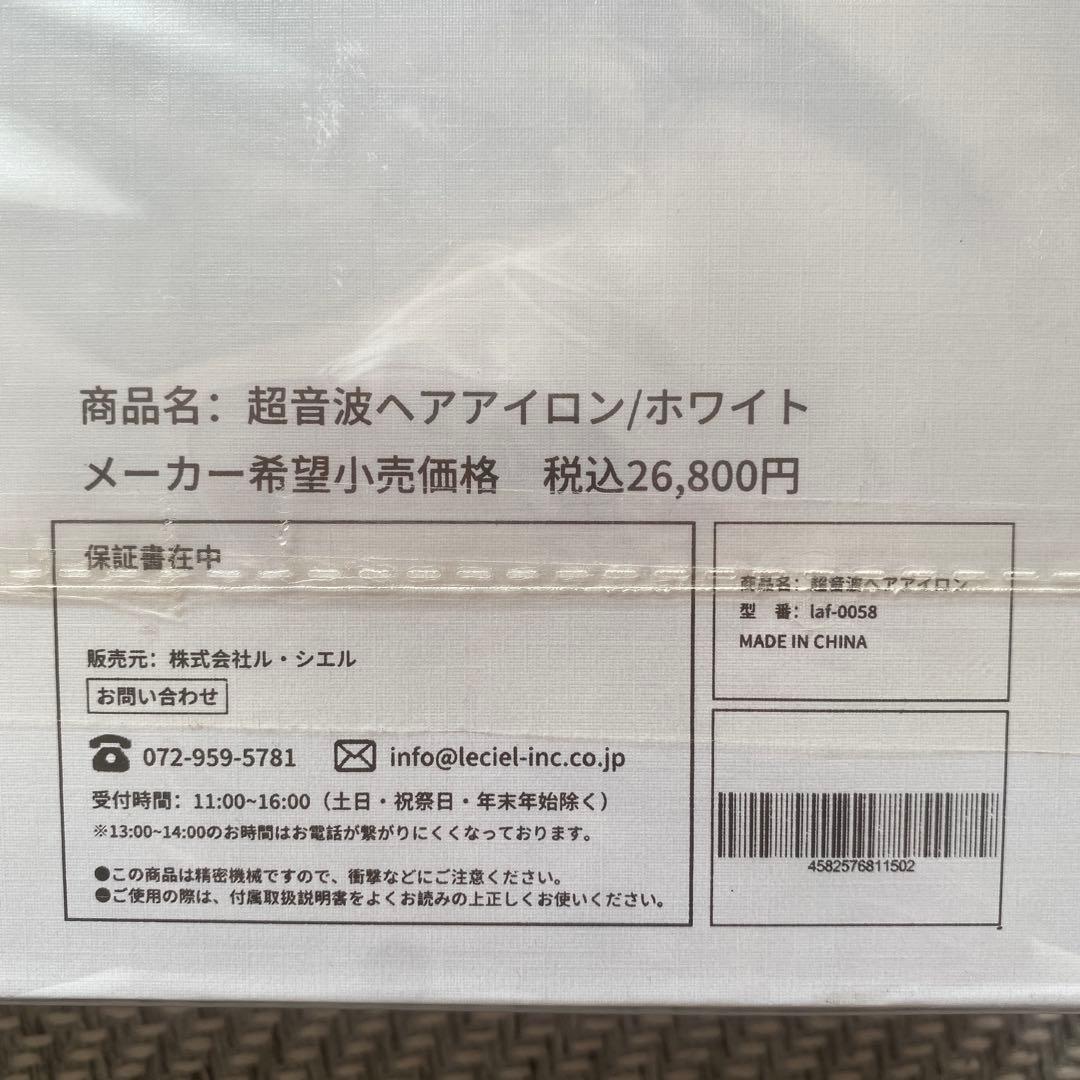 商品名：超音波ヘアアイロン/ホワイト
メーカー希望小売価格　税込26,800円
保証書在中
販売元：株式会社ル・シエル
お問い合わせ
072-959-5781 info@leciel-inc.co.jp
受付時間：11:00~16:00（土日・祝祭日・年末年始除く）
※13:00~14:00のお時間はお電話が繋がりにくくなっております。
●この商品は精密機械ですので、衝撃などにご注意ください。
●ご使用の際は、付属取扱説明書をよくお読みの上正しくお使いください。
商品名：超音波ヘアアイロン
型　番：laf-0058
MADE IN CHINA
4582576811502